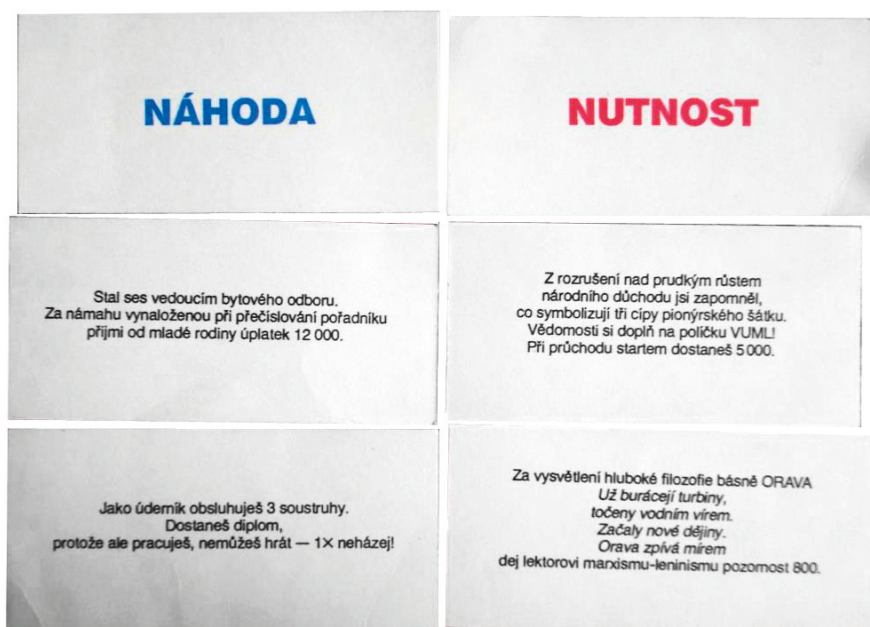 NÁHODA
NUTNOST
Stal ses vedoucím bytového odboru.
Za námahu vynaloženou při přečíslování pořadníku
přijmi od mladé rodiny úplatek 12 000.
Z rozrušení nad prudkým růstem
národního důchodu jsi zapomněl,
co symbolizují tři cípy pionýrského šátku.
Vědomosti si doplň na políčku VUML!
Při průchodu startem dostaneš 5 000.
Jako úderník obsluhuješ 3 soustruhy.
Dostaneš diplom,
protože ale pracuješ, nemůžeš hrát — 1× neházej!
Za vysvětlení hluboké filozofie básně ORAVA
Už burácejí turbiny,
točeny vodním vírem.
Začaly nové dějiny.
Orava zpívá mírem
dej lektorovi marxismu-leninismu pozornost 800.